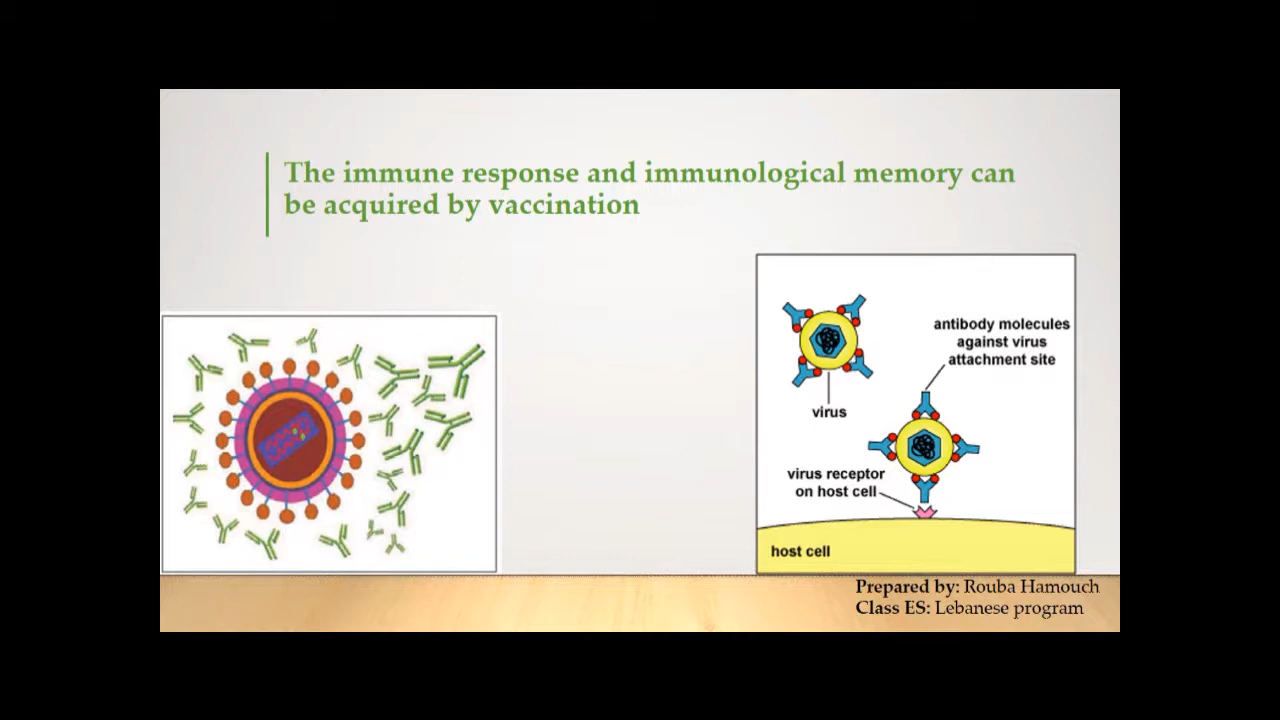 The immune response and immunological memory can
be acquired by vaccination
antibody molecules
against virus
attachment site
virus
virus receptor
on host cell
host cell
Prepared by: Rouba Hamouch
Class ES: Lebanese program